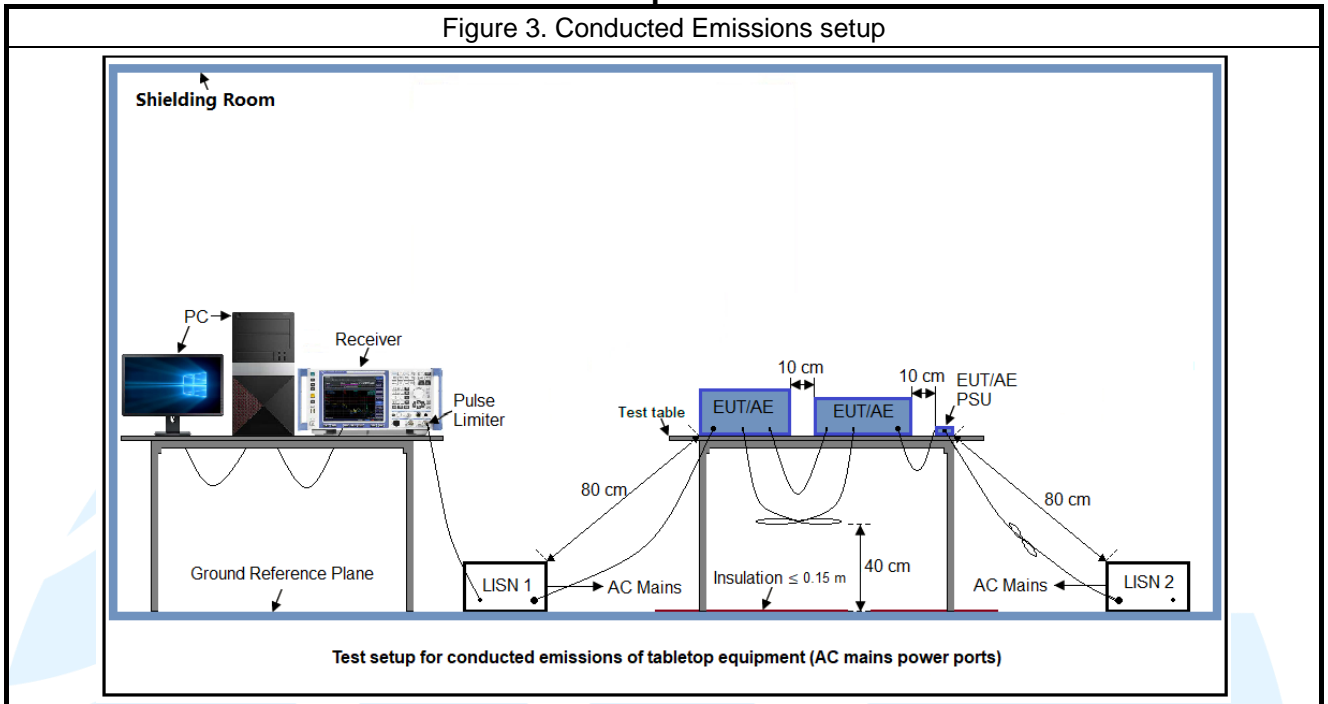 Figure 3. Conducted Emissions setup
Shielding Room
PC
Receiver
Pulse
Limiter
Test table
EUT/AE
10 cm
EUT/AE
10 cm
EUT/AE
PSU
80 cm
80 cm
40 cm
Ground Reference Plane
LISN 1
AC Mains
Insulation ≤ 0.15 m
AC Mains
LISN 2
Test setup for conducted emissions of tabletop equipment (AC mains power ports)